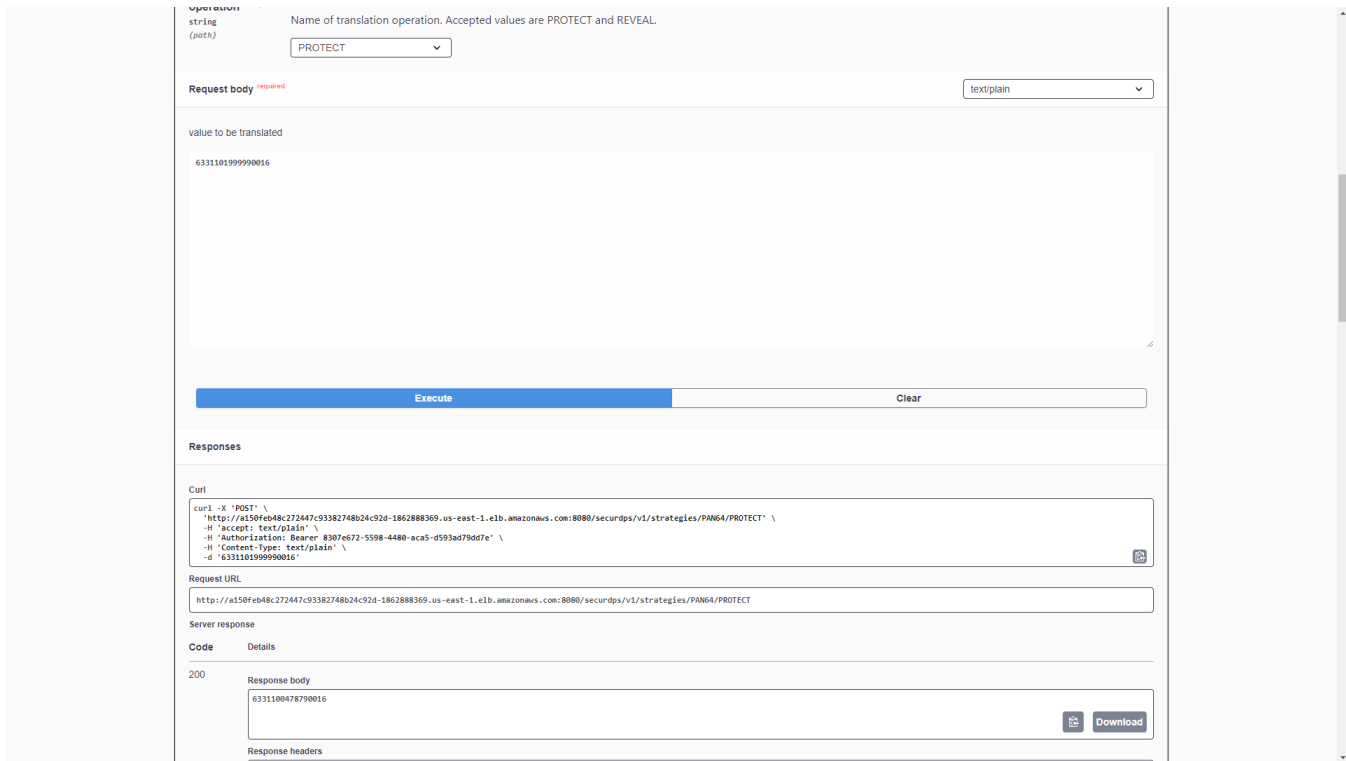 operation
string
(path)
Name of translation operation. Accepted values are PROTECT and REVEAL.
PROTECT
Request body required
text/plain
value to be translated
6331101999990016
Execute
Clear
Responses
Curl
curl -X 'POST' \
'http://a150feb48c272447c93382748b24c92d-1862888369.us-east-1.elb.amazonaws.com:8080/securdps/v1/strategies/PAN64/PROTECT' \
-H 'accept: text/plain' \
-H 'Authorization: Bearer 8307e672-5598-4480-aca5-d593ad79dd7e' \
-H 'Content-Type: text/plain' \
-d '6331101999990016'
Request URL
http://a150feb48c272447c93382748b24c92d-1862888369.us-east-1.elb.amazonaws.com:8080/securdps/v1/strategies/PAN64/PROTECT
Server response
Code Details
200
Response body
6331100478790016
Download
Response headers